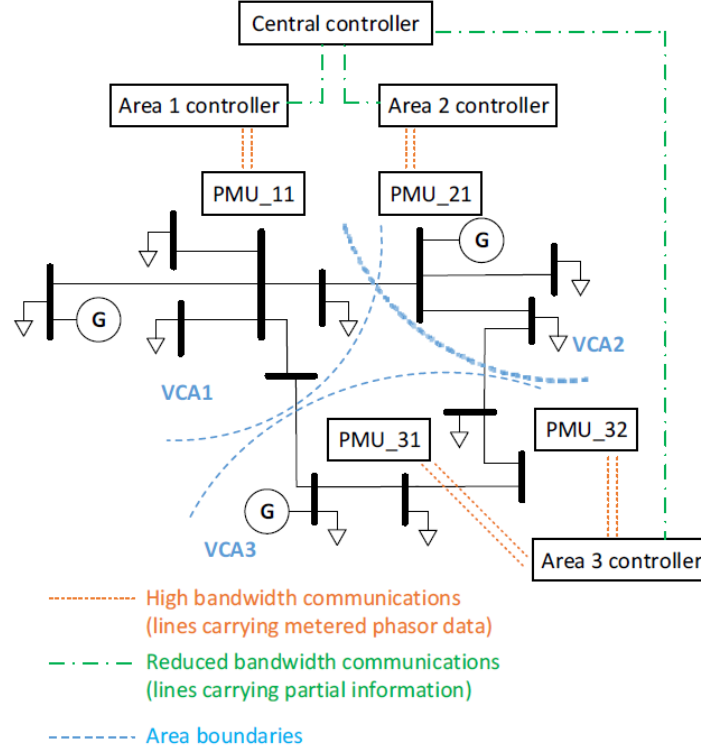 Central controller
Area 1 controller
Area 2 controller
PMU_11
PMU_21
G
G
VCA2
VCA1
PMU_31
PMU_32
G
VCA3
Area 3 controller
High bandwidth communications
(lines carrying metered phasor data)
Reduced bandwidth communications
(lines carrying partial information)
Area boundaries